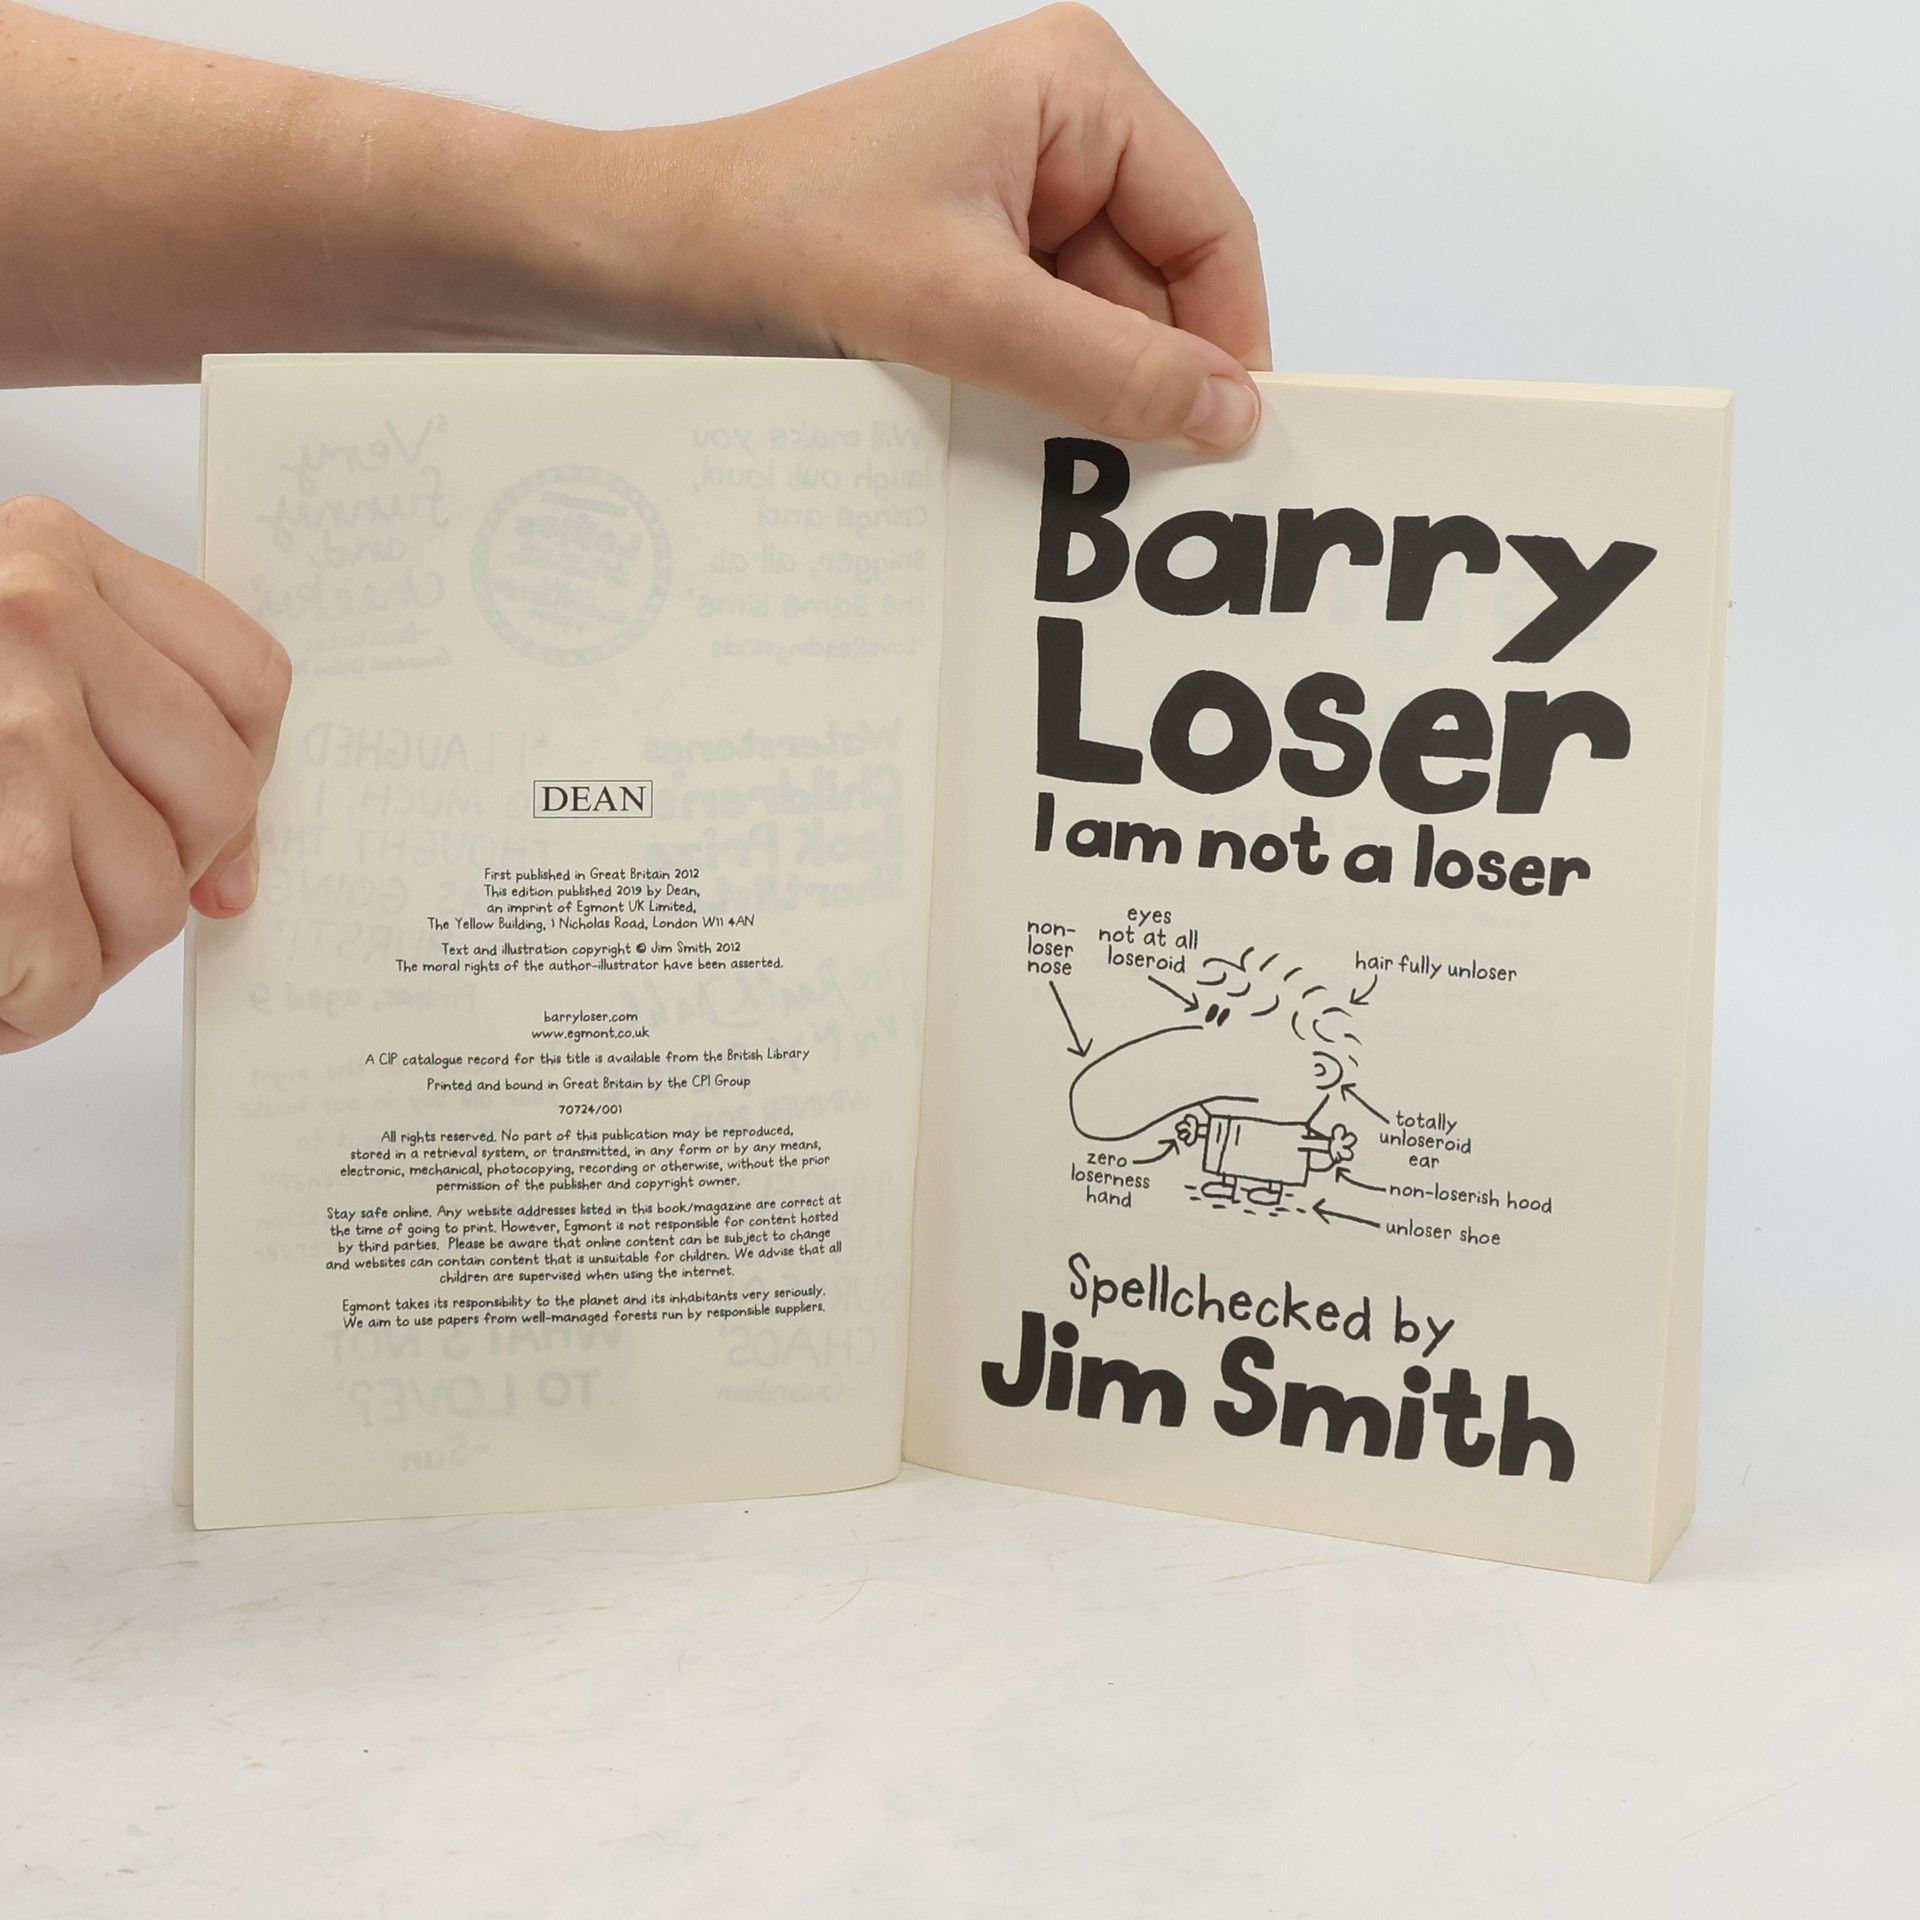 DEAN
First published in Great Britain 2012
This edition published 2019 by Dean,
an imprint of Egmont UK Limited,
The Yellow Building, 1 Nicholas Road, London W11 4AN
Text and illustration copyright © Jim Smith 2012
The moral rights of the author-illustrator have been asserted.
barryloser.com
www.egmont.co.uk
A CIP catalogue record for this title is available from the British Library
Printed and bound in Great Britain by the CPI Group
70724/001
All rights reserved. No part of this publication may be reproduced,
stored in a retrieval system, or transmitted, in any form or by any means,
electronic, mechanical, photocopying, recording or otherwise, without the prior
permission of the publisher and copyright owner.
Stay safe online. Any website addresses listed in this book/magazine are correct at
the time of going to print. However, Egmont is not responsible for content hosted
by third parties. Please be aware that online content can be subject to change
and websites can contain content that is unsuitable for children. We advise that all
children are supervised when using the internet.
Egmont takes its responsibility to the planet and its inhabitants very seriously.
We aim to use papers from well-managed forests run by responsible suppliers.
Barry
Loser
I am not a loser
non-
loser
nose
eyes
not at all
loseroid
hair fully unloser
totally
unloseroid
ear
zero
loserness
hand
non-loserish hood
unloser shoe
Spellchecked by
Jim Smith